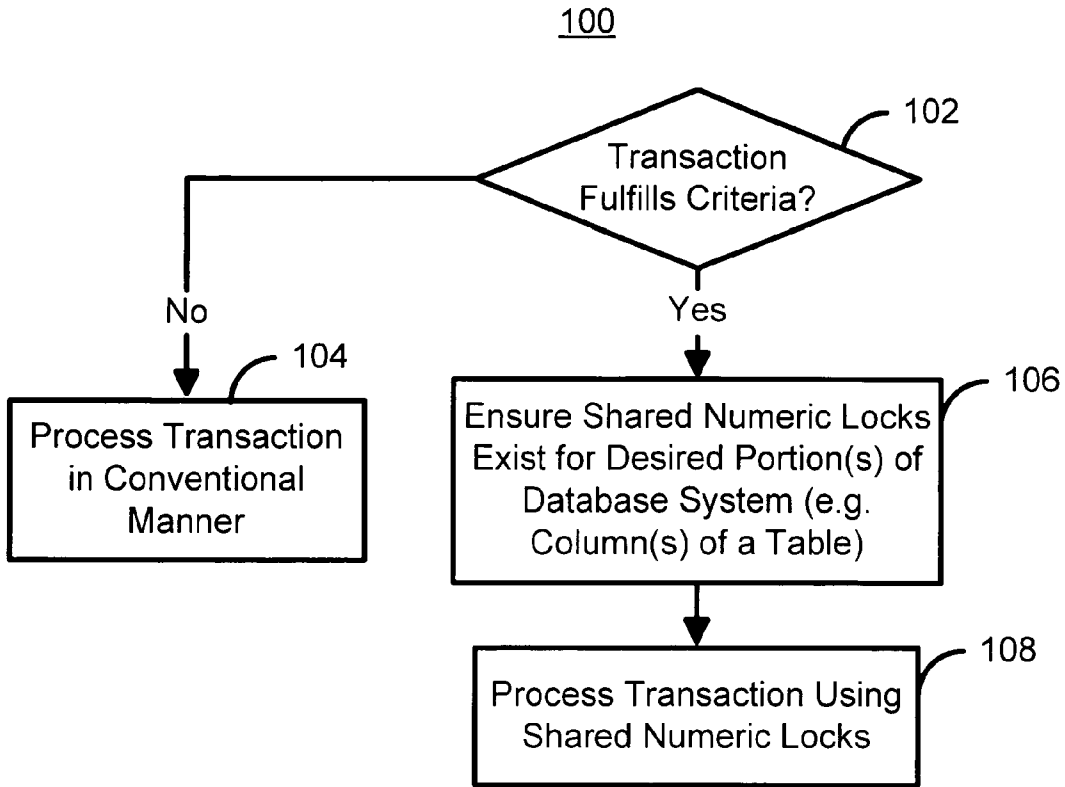 100
102
Transaction
Fulfills Criteria?
No
Yes
104
Process Transaction
in Conventional
Manner
106
Ensure Shared Numeric Locks
Exist for Desired Portion(s) of
Database System (e.g.
Column(s) of a Table)
108
Process Transaction Using
Shared Numeric Locks